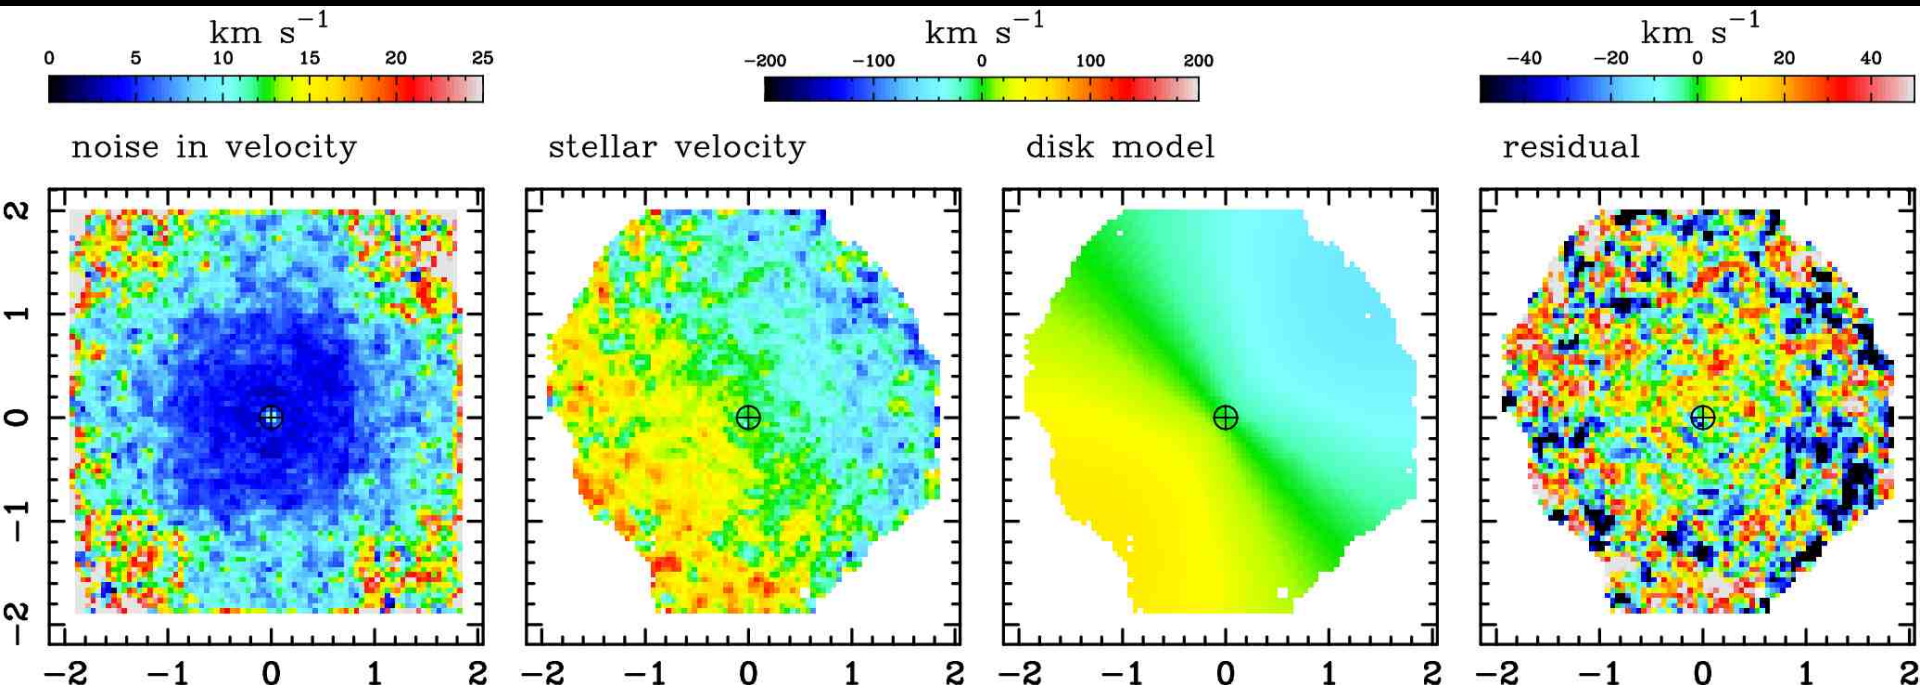 km s−1 km s−1 km s−1
0 5 10 15 20 25 −200 −100 0 100 200 −40 −20 0 20 40
noise in velocity stellar velocity disk model residual
2
1
0
−1
−2
−2 −1 0 1 2 −2 −1 0 1 2 −2 −1 0 1 2 −2 −1 0 1 2